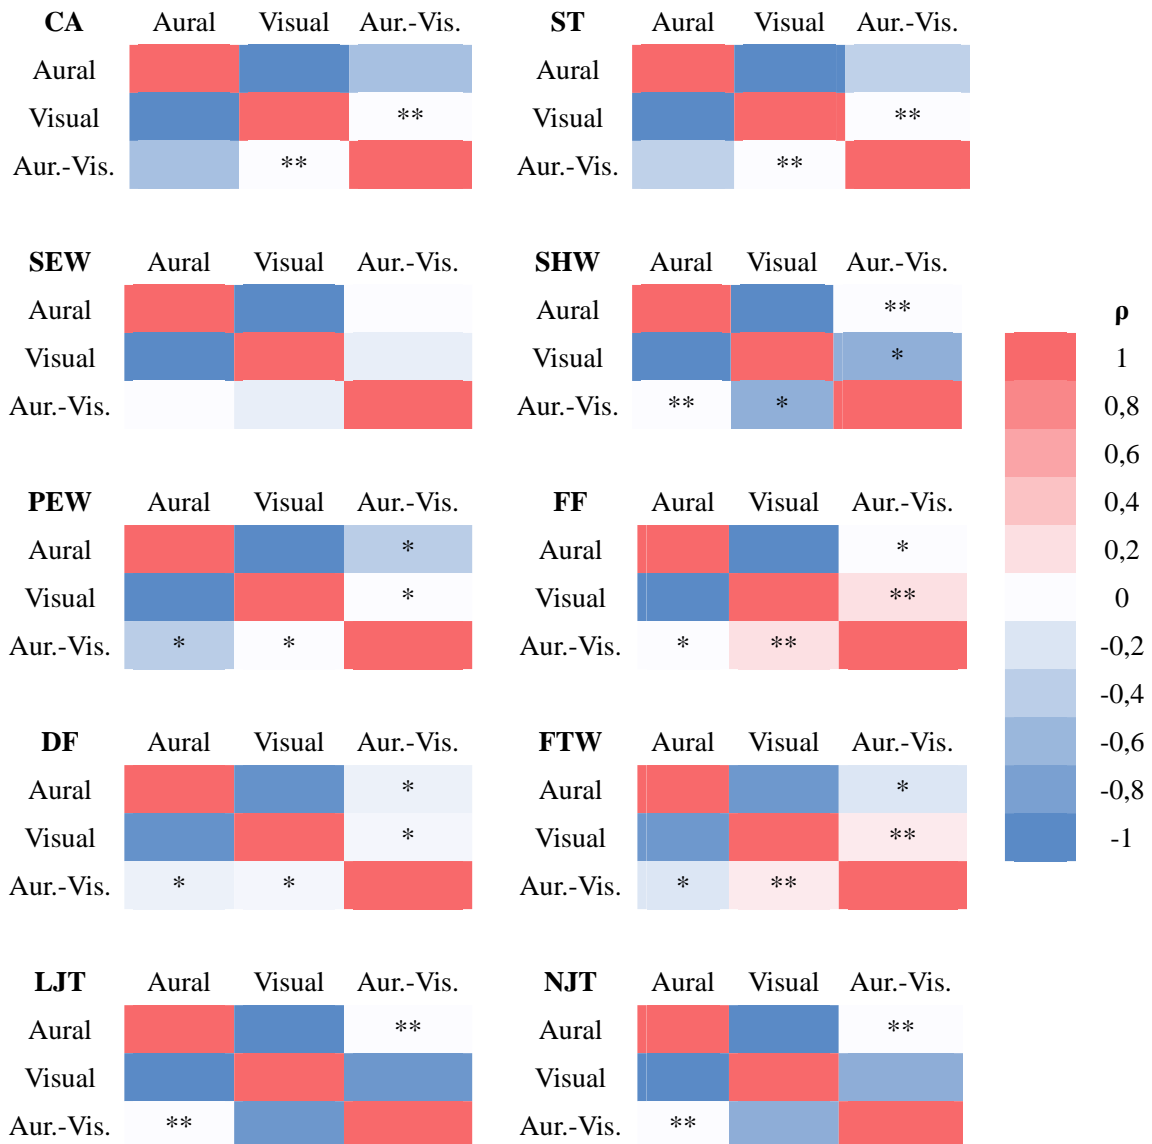 CA Aural Visual Aur.-Vis.
Aural
Visual **
Aur.-Vis. **
ST Aural Visual Aur.-Vis.
Aural
Visual **
Aur.-Vis. **
SEW Aural Visual Aur.-Vis.
Aural
Visual
Aur.-Vis.
SHW Aural Visual Aur.-Vis.
Aural **
Visual *
Aur.-Vis. ** *
PEW Aural Visual Aur.-Vis.
Aural *
Visual *
Aur.-Vis. * *
FF Aural Visual Aur.-Vis.
Aural *
Visual **
Aur.-Vis. * **
DF Aural Visual Aur.-Vis.
Aural *
Visual *
Aur.-Vis. * *
FTW Aural Visual Aur.-Vis.
Aural *
Visual **
Aur.-Vis. * **
LJT Aural Visual Aur.-Vis.
Aural **
Visual
Aur.-Vis. **
NJT Aural Visual Aur.-Vis.
Aural **
Visual
Aur.-Vis. **
ρ
1
0,8
0,6
0,4
0,2
0
-0,2
-0,4
-0,6
-0,8
-1